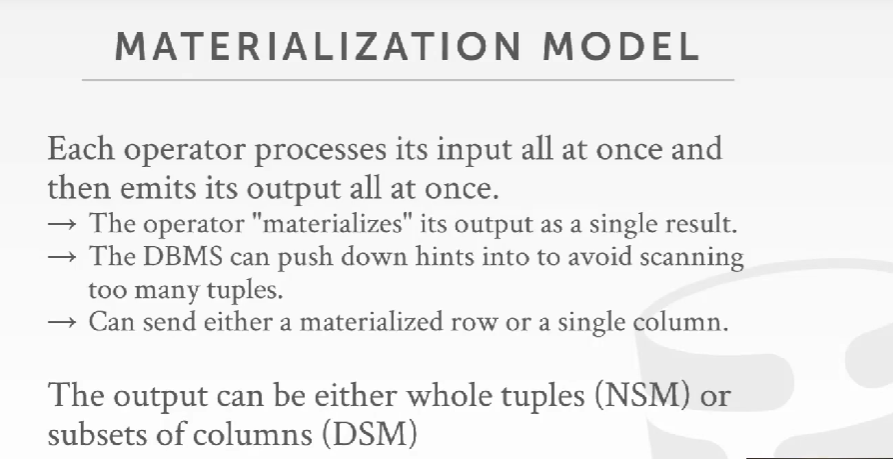 MATERIALIZATION MODEL
Each operator processes its input all at once and
then emits its output all at once.
→ The operator "materializes" its output as a single result.
→ The DBMS can push down hints into to avoid scanning
too many tuples.
→ Can send either a materialized row or a single column.
The output can be either whole tuples (NSM) or
subsets of columns (DSM)